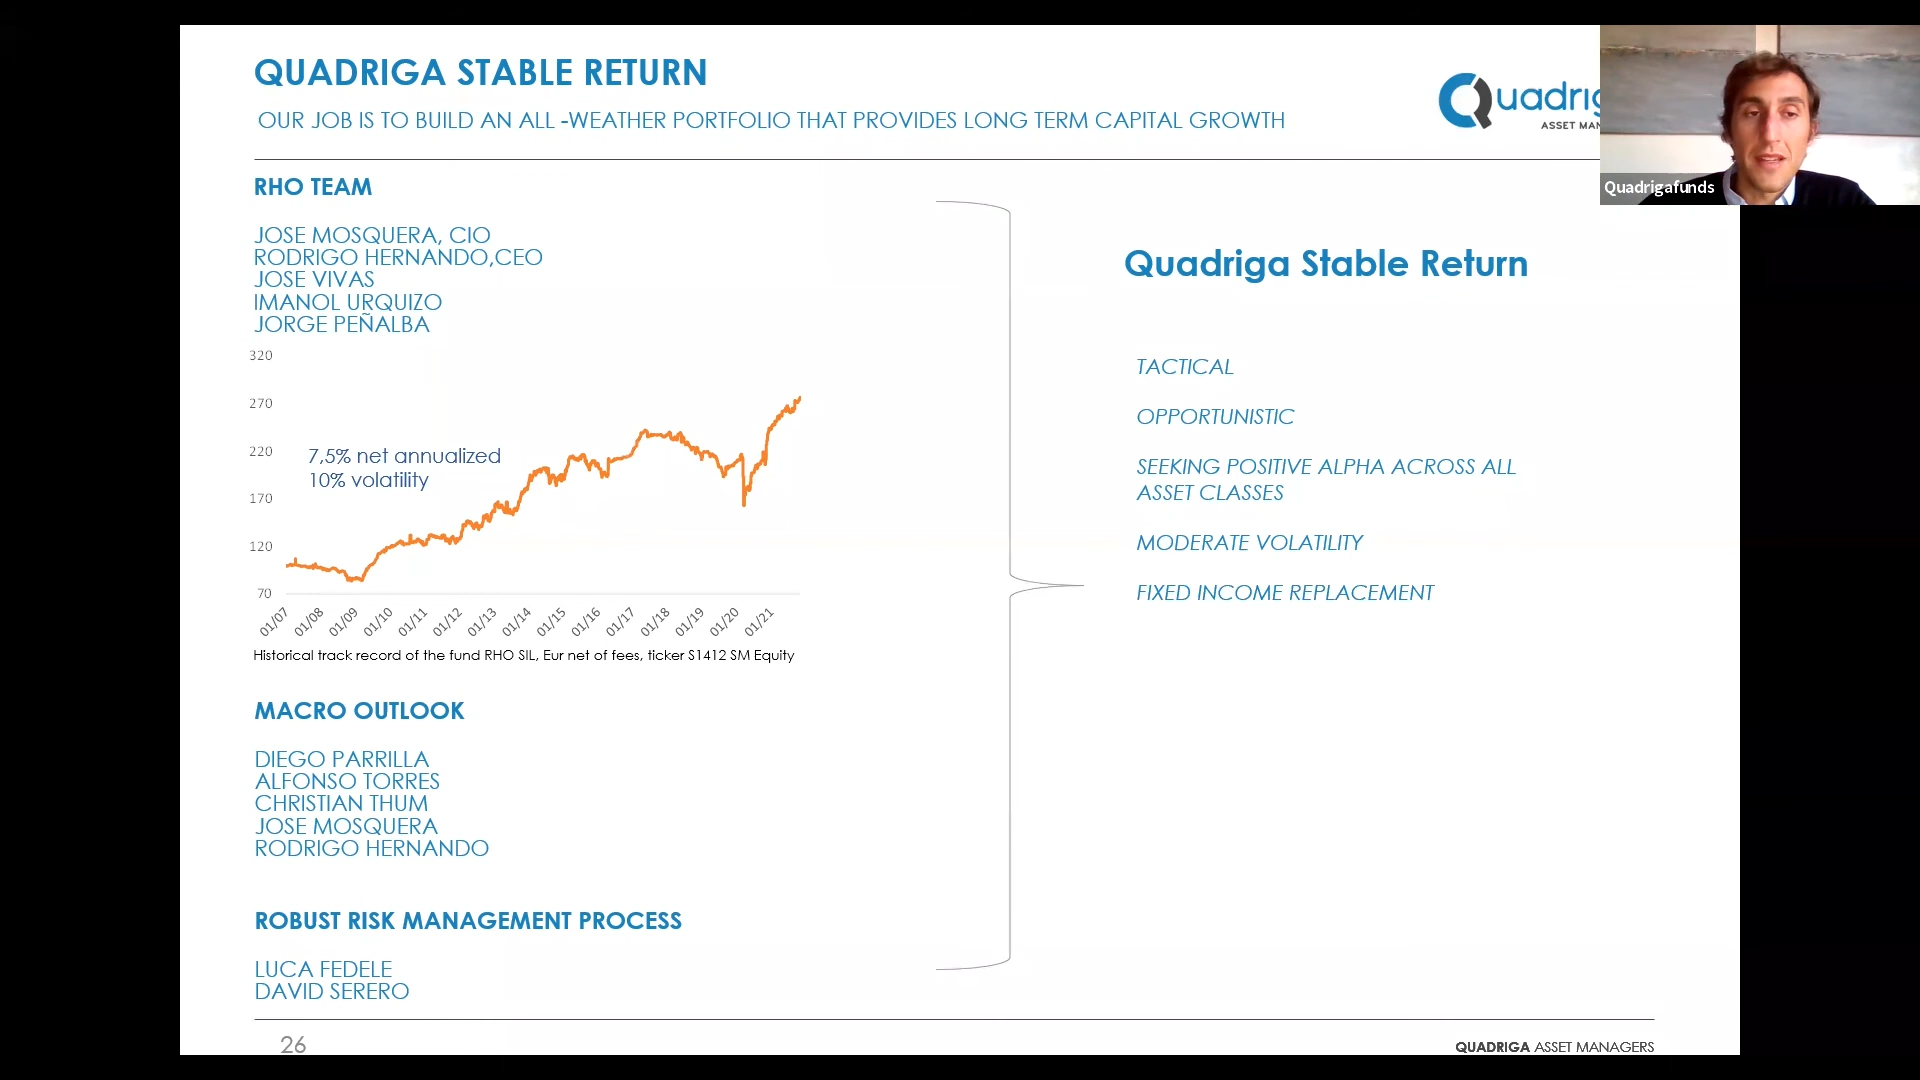 QUADRIGA STABLE RETURN
OUR JOB IS TO BUILD AN ALL -WEATHER PORTFOLIO THAT PROVIDES LONG TERM CAPITAL GROWTH
Quadrig
ASSET MAN
Quadrigafunds
RHO TEAM
JOSE MOSQUERA, CIO
RODRIGO HERNANDO,CEO
JOSE VIVAS
IMANOL URQUIZO
JORGE PEÑALBA
320
270
220
170
120
70
7,5% net annualized
10% volatility
01/07
01/08
01/09
01/10
01/11
01/12
01/13
01/14
01/15
01/16
01/17
01/18
01/19
01/20
01/21
Historical track record of the fund RHO SIL, Eur net of fees, ticker S1412 SM Equity
MACRO OUTLOOK
DIEGO PARRILLA
ALFONSO TORRES
CHRISTIAN THUM
JOSE MOSQUERA
RODRIGO HERNANDO
ROBUST RISK MANAGEMENT PROCESS
LUCA FEDELE
DAVID SERERO
Quadriga Stable Return
TACTICAL
OPPORTUNISTIC
SEEKING POSITIVE ALPHA ACROSS ALL
ASSET CLASSES
MODERATE VOLATILITY
FIXED INCOME REPLACEMENT
26
QUADRIGA ASSET MANAGERS